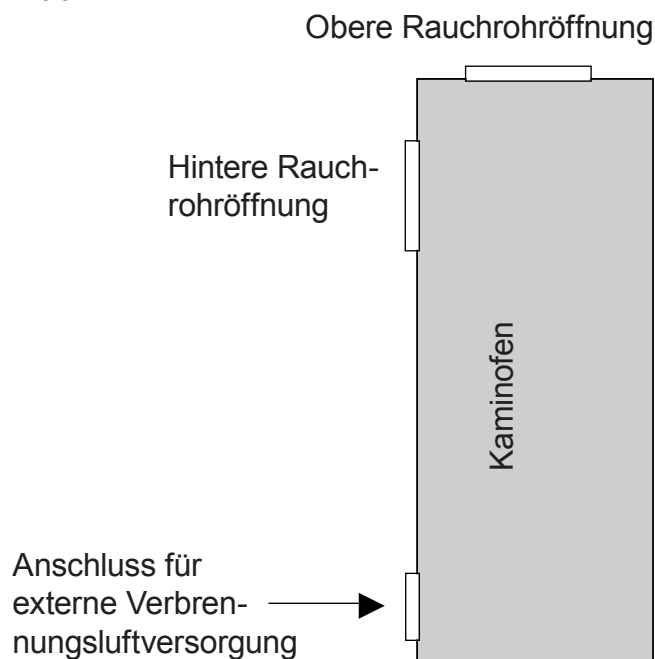 Obere Rauchrohröffnung
Hintere Rauch-
rohröffnung
Kaminofen
Anschluss für
externe Verbren-
nungsluftversorgung